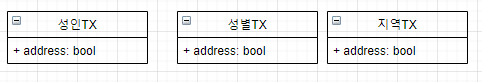 성인TX
+ address: bool
성별TX
+ address: bool
지역TX
+ address: bool